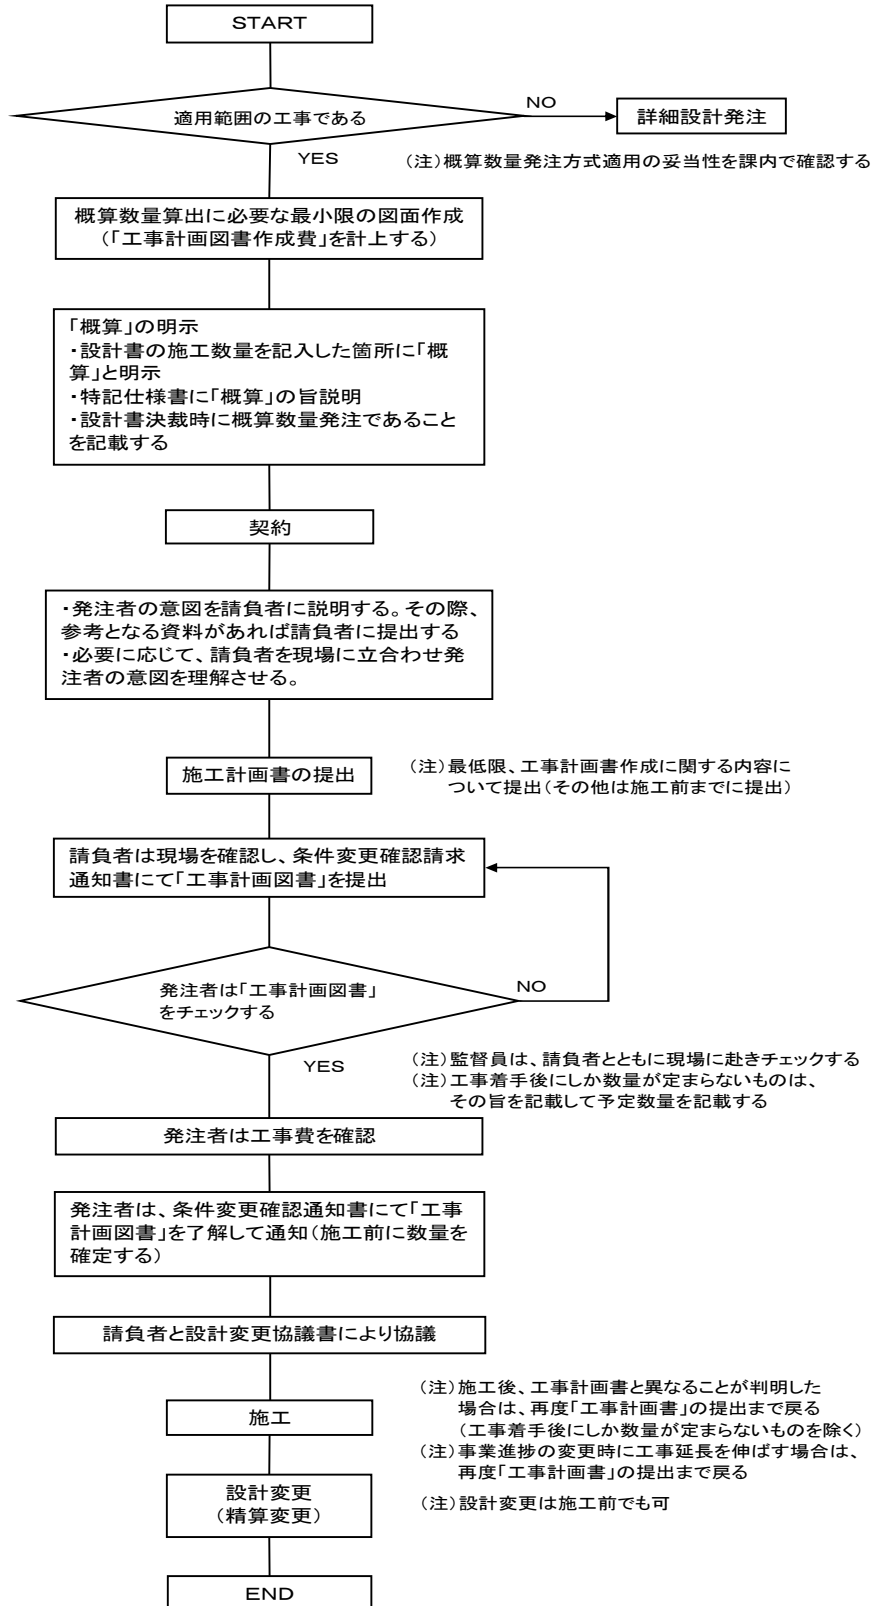 START
適用範囲の工事である
NO
詳細設計発注
YES
(注)概算数量発注方式適用の妥当性を課内で確認する
概算数量算出に必要な最小限の図面作成
(「工事計画図書作成費」を計上する)
「概算」の明示
・設計書の施工数量を記入した箇所に「概
算」と明示
・特記仕様書に「概算」の旨説明
・設計書決裁時に概算数量発注であること
を記載する
契約
・発注者の意図を請負者に説明する。その際、
参考となる資料があれば請負者に提出する
・必要に応じて、請負者を現場に立合わせ発
注者の意図を理解させる。
施工計画書の提出
(注)最低限、工事計画書作成に関する内容に
ついて提出(その他は施工前までに提出)
請負者は現場を確認し、条件変更確認請求
通知書にて「工事計画図書」を提出
発注者は「工事計画図書」
をチェックする
NO
YES
(注)監督員は、請負者とともに現場に赴きチェックする
(注)工事着手後にしか数量が定まらないものは、
その旨を記載して予定数量を記載する
発注者は工事費を確認
発注者は、条件変更確認通知書にて「工事
計画図書」を了解して通知(施工前に数量を
確定する)
請負者と設計変更協議書により協議
施工
(注)施工後、工事計画書と異なることが判明した
場合は、再度「工事計画書」の提出まで戻る
(工事着手後にしか数量が定まらないものを除く)
(注)事業進捗の変更時に工事延長を伸ばす場合は、
再度「工事計画書」の提出まで戻る
設計変更
(精算変更)
(注)設計変更は施工前でも可
END